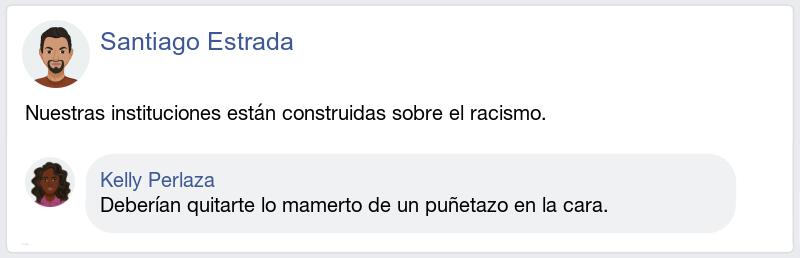 Santiago Estrada
Nuestras instituciones están construidas sobre el racismo.
Kelly Perlaza
Deberían quitarte lo mamerto de un puñetazo en la cara.